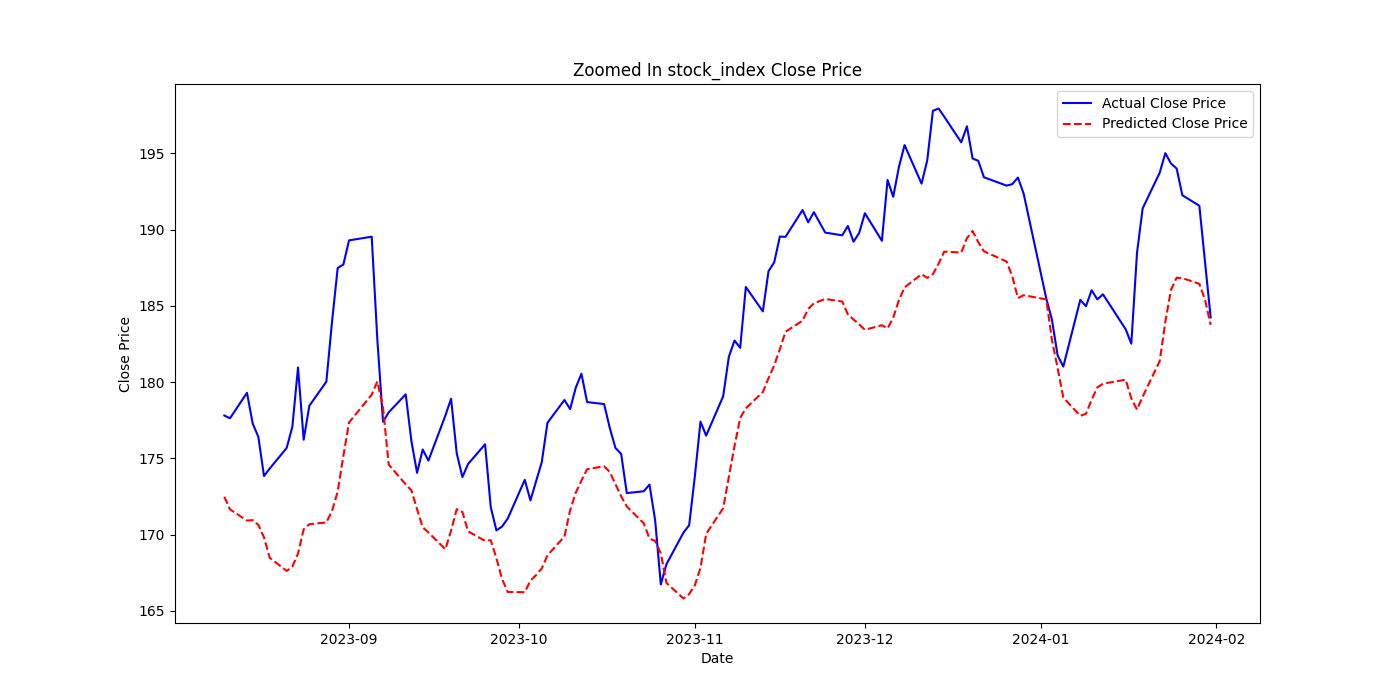 Zoomed In stock_index Close Price
Actual Close Price
Predicted Close Price
Close Price
195
190
185
180
175
170
165
2023-09
2023-10
2023-11
2023-12
2024-01
2024-02
Date